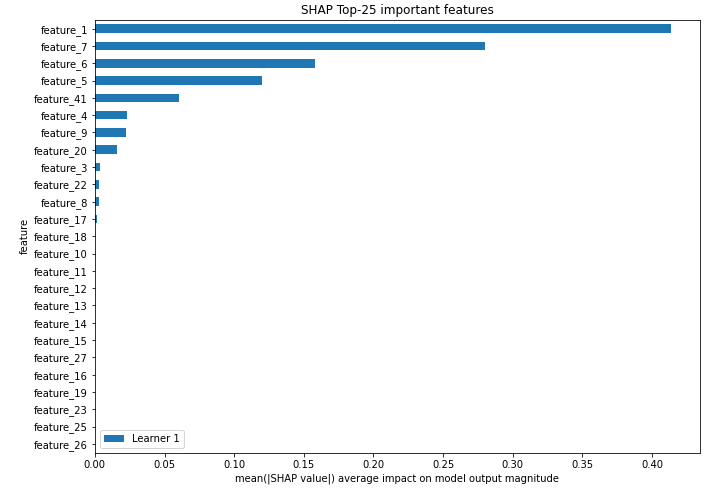 SHAP Top-25 important features
feature_1
feature_7
feature_6
feature_5
feature_41
feature_4
feature_9
feature_20
feature_3
feature_22
feature_8
feature_17
feature_18
feature_10
feature_11
feature_12
feature_13
feature_14
feature_15
feature_27
feature_16
feature_19
feature_23
feature_25
feature_26
feature
Learner 1
0.00 0.05 0.10 0.15 0.20 0.25 0.30 0.35 0.40
mean(|SHAP value|) average impact on model output magnitude